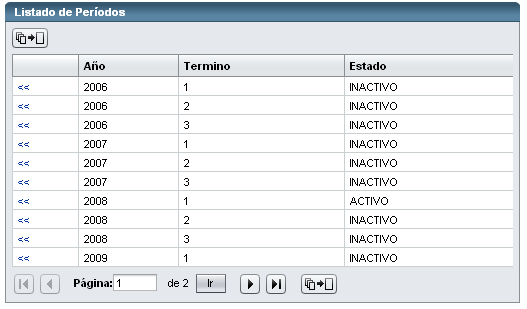 Listado de Períodos
Año Termino Estado
<< 2006 1 INACTIVO
<< 2006 2 INACTIVO
<< 2006 3 INACTIVO
<< 2007 1 INACTIVO
<< 2007 2 INACTIVO
<< 2007 3 INACTIVO
<< 2008 1 ACTIVO
<< 2008 2 INACTIVO
<< 2008 3 INACTIVO
<< 2009 1 INACTIVO
Página: 1 de 2 Ir